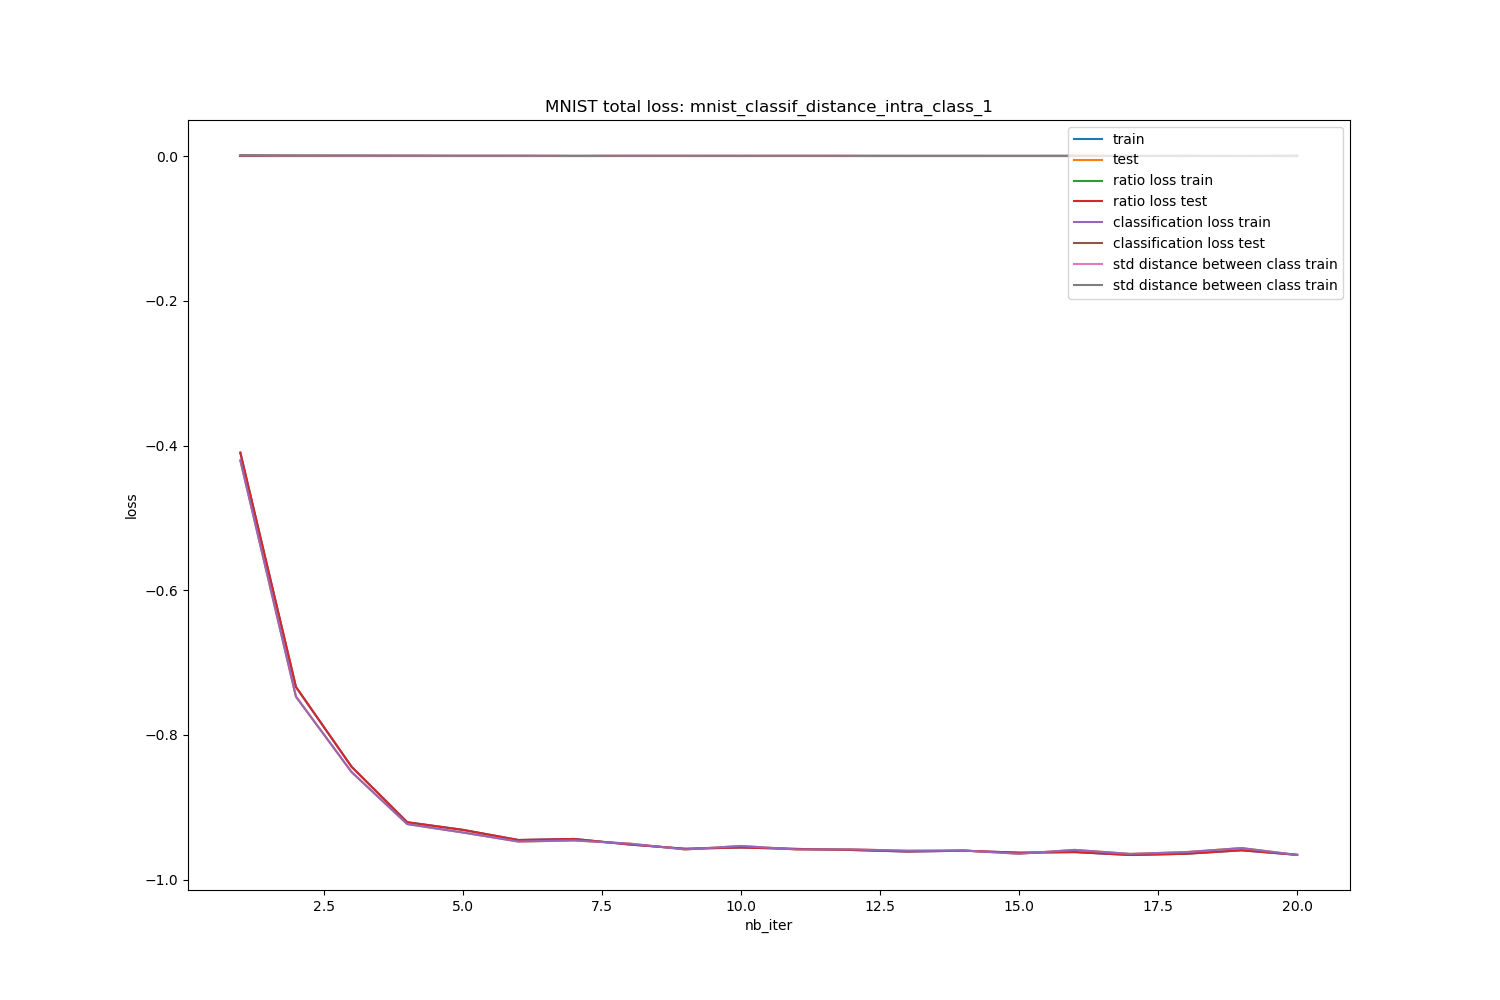 MNIST total loss: mnist_classif_distance_intra_class_1
0.0
−0.2
−0.4
−0.6
−0.8
−1.0
loss
2.5 5.0 7.5 10.0 12.5 15.0 17.5 20.0
nb_iter
train
test
ratio loss train
ratio loss test
classification loss train
classification loss test
std distance between class train
std distance between class train